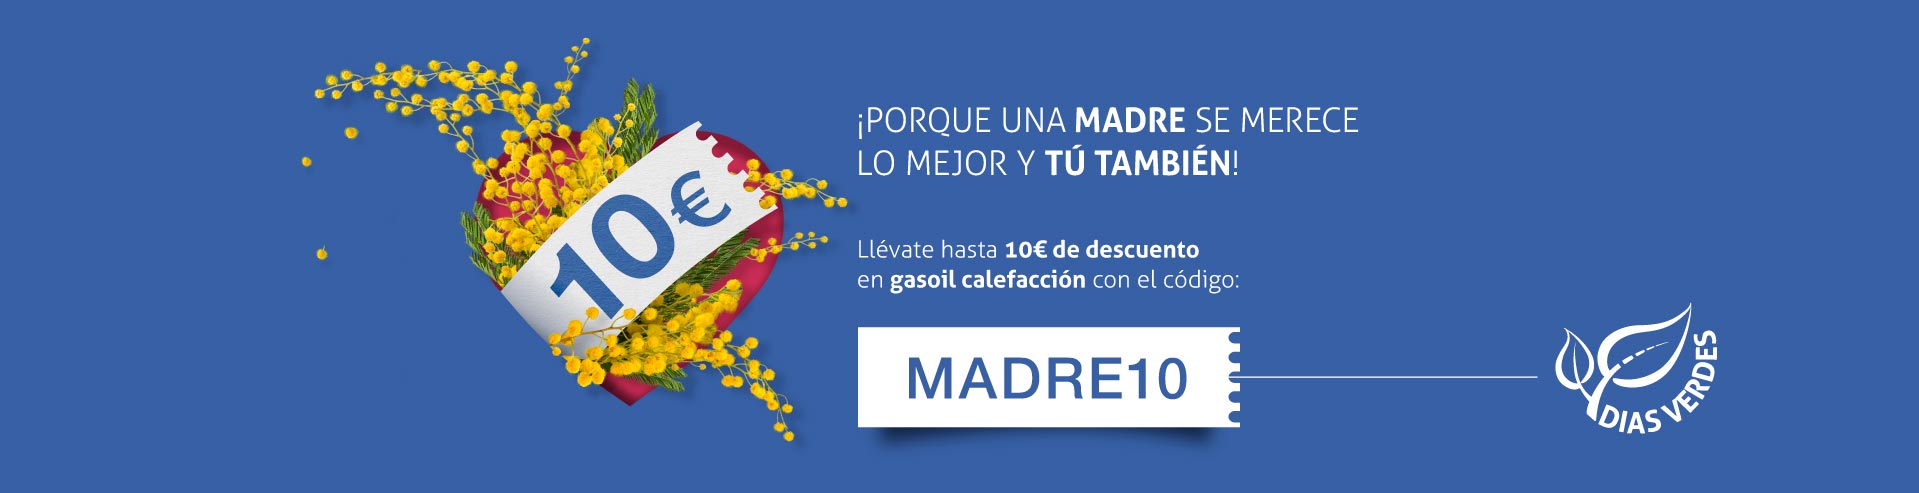 10€
¡PORQUE UNA MADRE SE MERECE
LO MEJOR Y TÚ TAMBIÉN!
Llévate hasta 10€ de descuento
en gasoil calefacción con el código:
MADRE10
DIAS VERDES